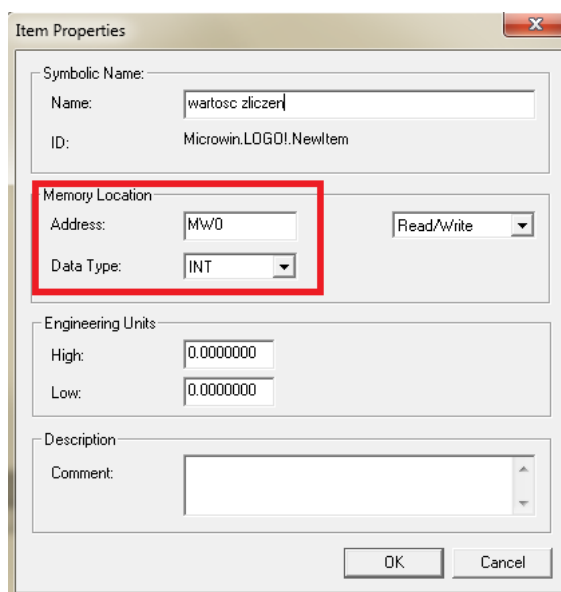 Item Properties
Symbolic Name:
Name: wartosc zliczen
ID: Microwin.LOGO!.NewItem
Memory Location
Address: MW0 Read/Write
Data Type: INT
Engineering Units
High: 0.0000000
Low: 0.0000000
Description
Comment:
OK Cancel